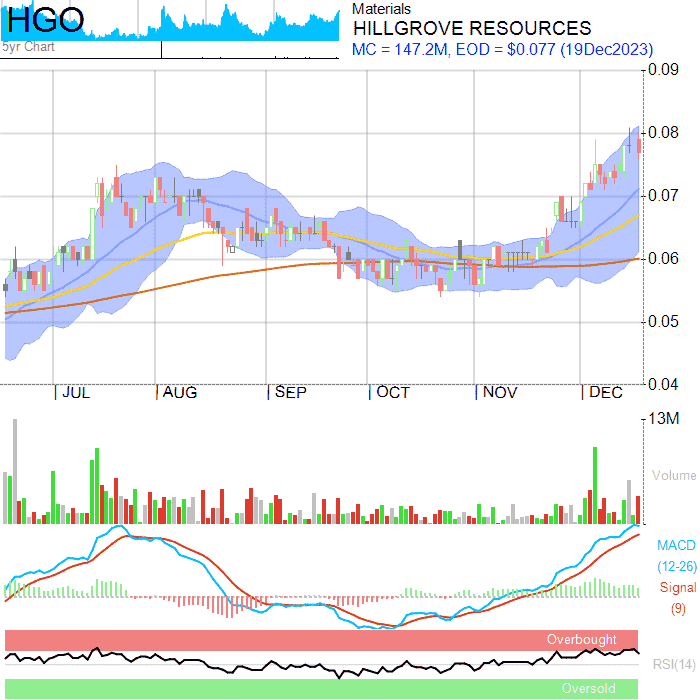 HGO
5yr Chart
Materials
HILLGROVE RESOURCES
MC = 147.2M, EOD = $0.077 (19Dec2023)
0.09
0.08
0.07
0.06
0.05
0.04
JUL AUG SEP OCT NOV DEC
13M
Volume
MACD
(12-26)
Signal
(9)
Overbought
RSI(14)
Oversold